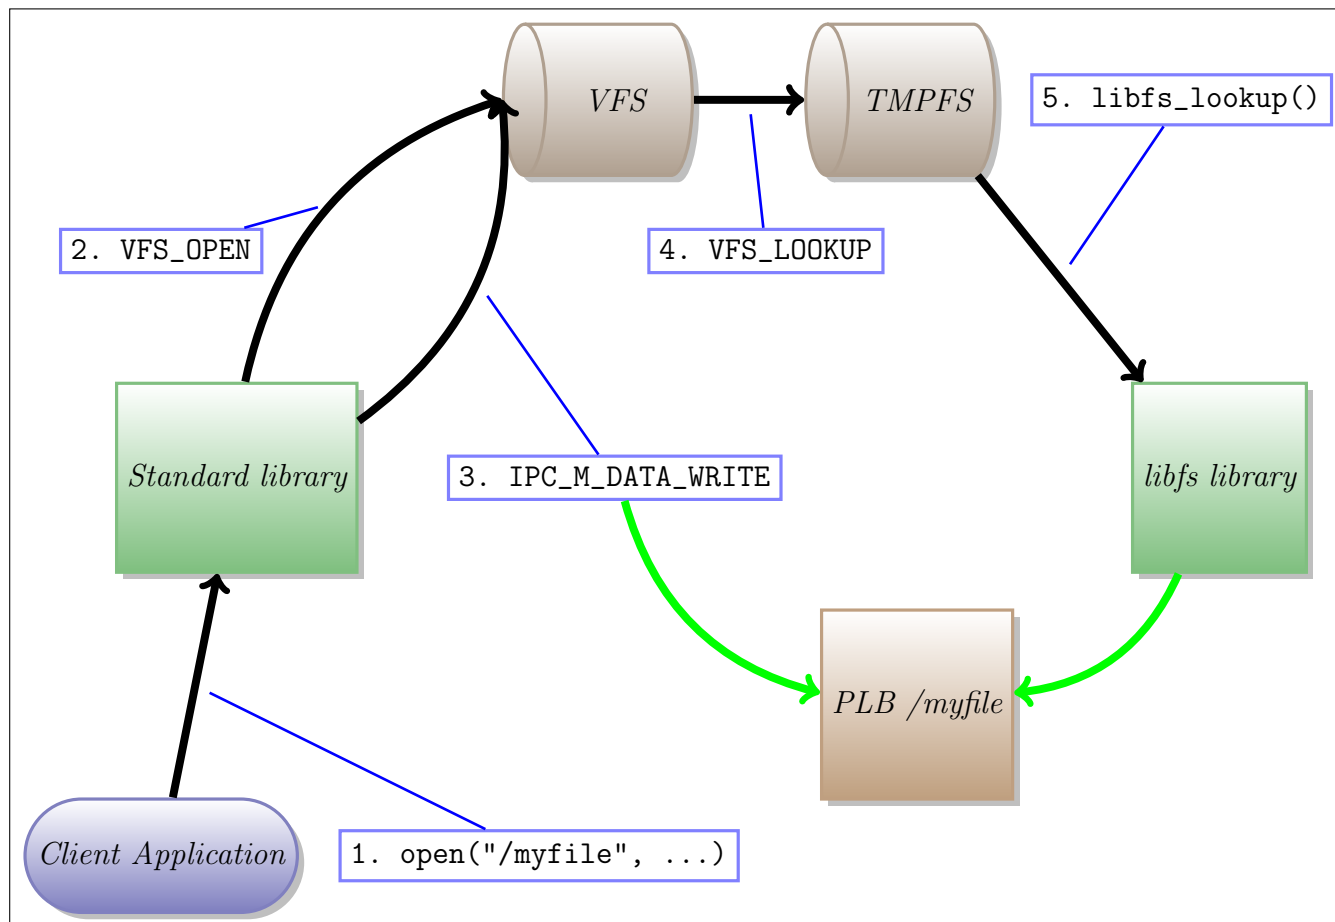 VFS
TMPFS
5. libfs_lookup()
2. VFS_OPEN
4. VFS_LOOKUP
Standard library
3. IPC_M_DATA_WRITE
libfs library
PLB /myfile
Client Application
1. open("/myfile", ...)